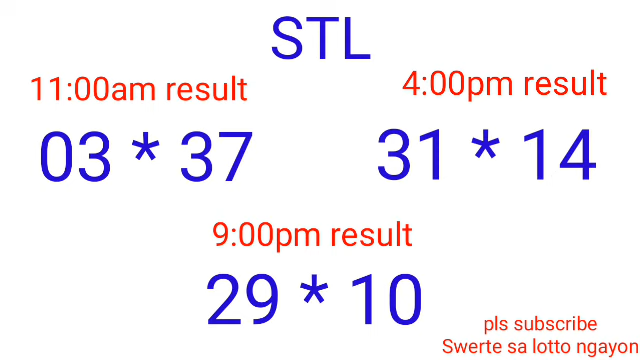 STL
11:00am result
03 * 37
4:00pm result
31 * 14
9:00pm result
29 * 10
pls subscribe
Swerte sa lotto ngayon